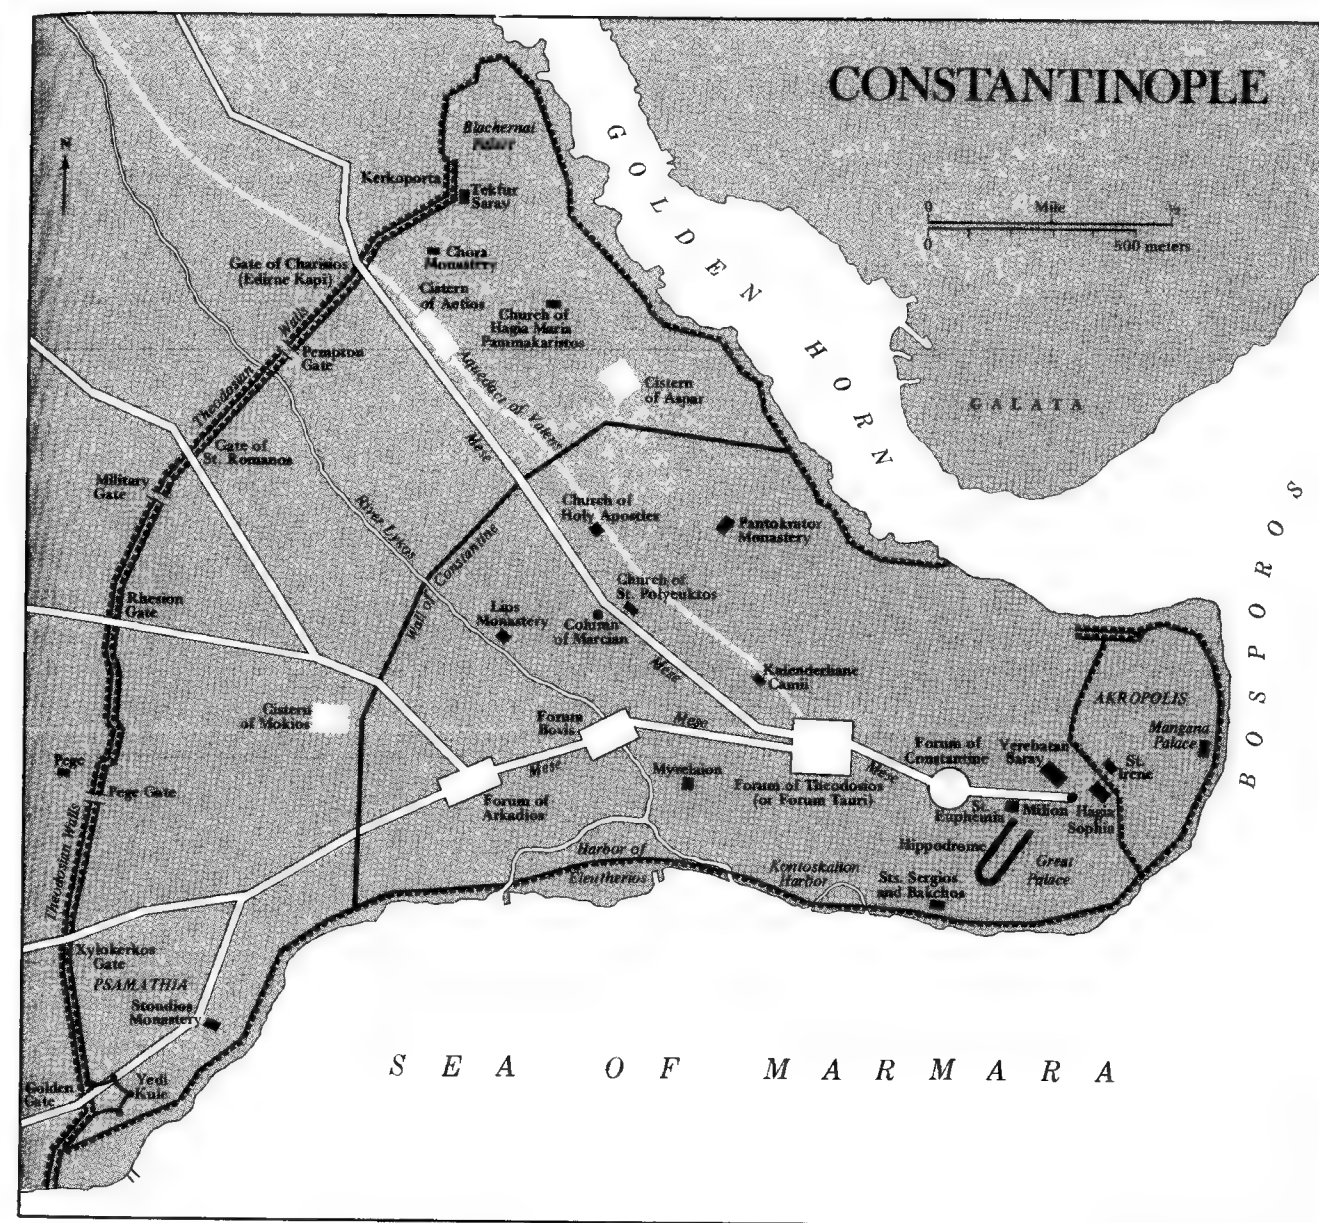 CONSTANTINOPLE
N
Blachernai
Palace
GOLDEN HORN
Kerkoporta
Tekfur
Saray
0 Mile ½
0 500 meters
Chora
Monastery
Gate of Charisios
(Edirne Kapi)
Cistern
of Aetios
Church of
Hagia Maria
Pammakaristos
Theodosian Walls
Pempton
Gate
Aqueduct of Valens
Cistern
of Aspar
GALATA
Mese
Gate of
St. Romanos
Military
Gate
River Lykos
Church of
Holy Apostles
Pantokrator
Monastery
BOSPOROS
Wall of Constantine
Rhesion
Gate
Lips
Monastery
Church of
St. Polyeuktos
Column
of Marcian
Mese
Kalenderhane
Camii
AKROPOLIS
Cistern
of Mokios
Forum
Bovis
Mese
Mangana
Palace
Forum of
Constantine
Yerebatan
Saray
St.
Irene
Pege
Pege Gate
Mese
Myrelaion
Mese
Forum of Theodosios
(or Forum Tauri)
Forum of
Arkadios
St.
Euphemia
Milion
Hagia
Sophia
Hippodrome
Great
Palace
Harbor of
Eleutherios
Kontoskalion
Harbor
Sts. Sergios
and Bakchos
Theodosian Walls
Xylokerkos
Gate
PSAMATHIA
Stoudios
Monastery
SEA OF MARMARA
Golden
Gate
Yedi
Kule